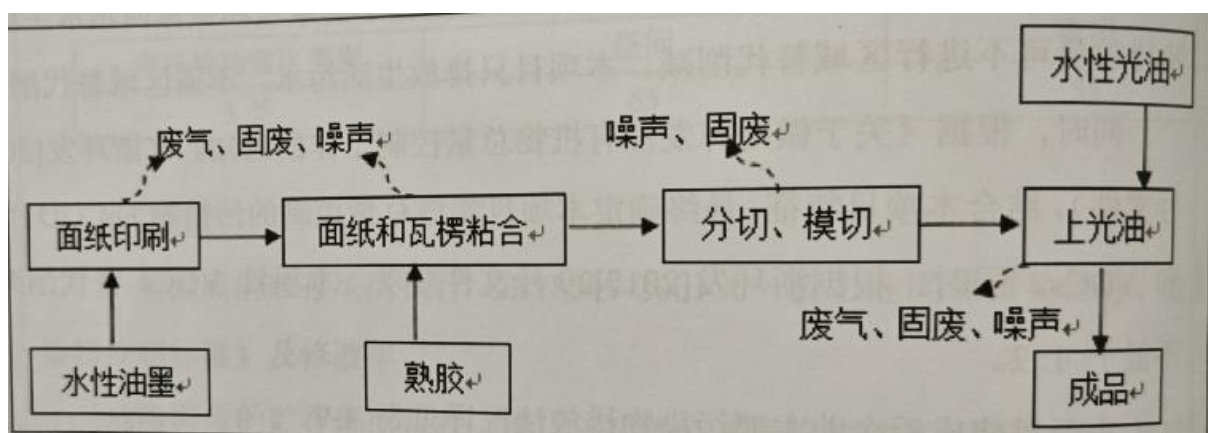 水性光油↵
废气、固废、噪声↵
噪声、固废↵
面纸印刷↵
面纸和瓦楞粘合↵
分切、模切↵
上光油↵
废气、固废、噪声↵
水性油墨↵
熟胶↵
成品↵